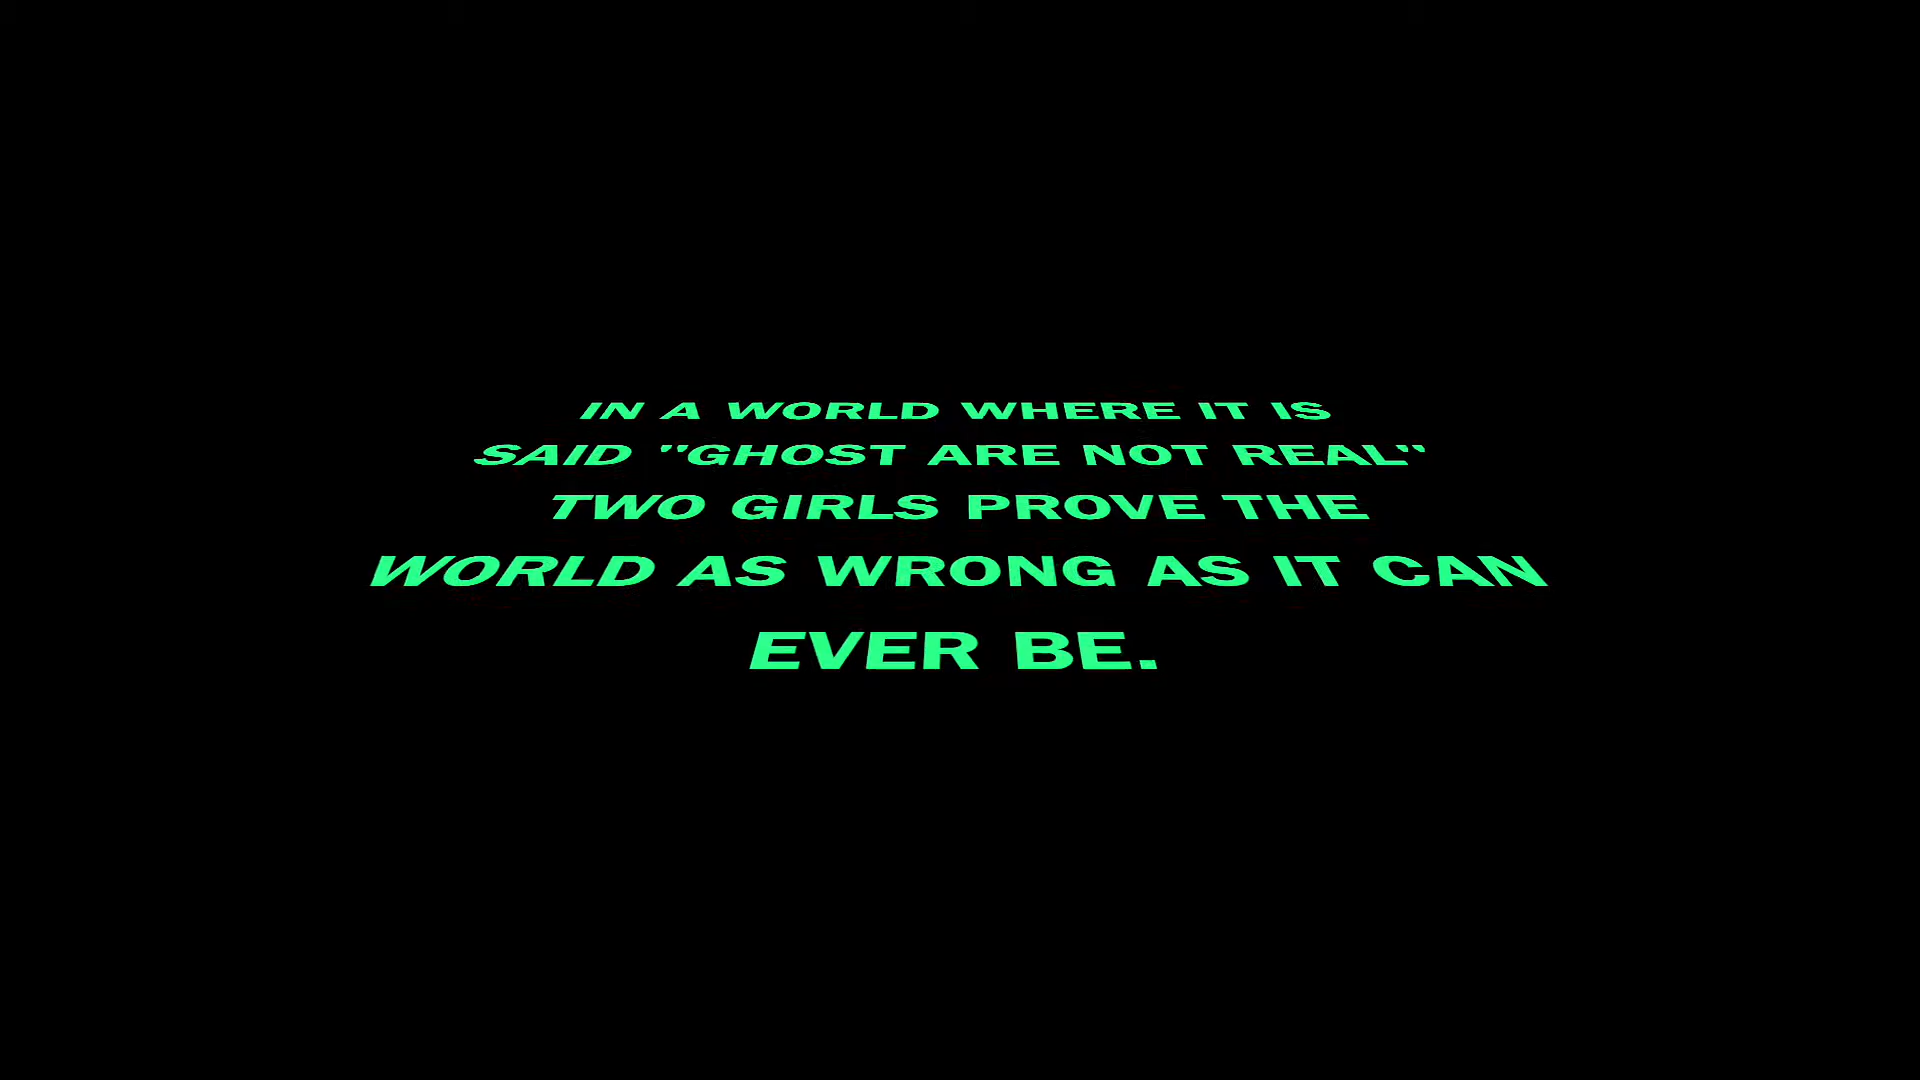 IN A WORLD WHERE IT IS
SAID "GHOST ARE NOT REAL"
TWO GIRLS PROVE THE
WORLD AS WRONG AS IT CAN
EVER BE.